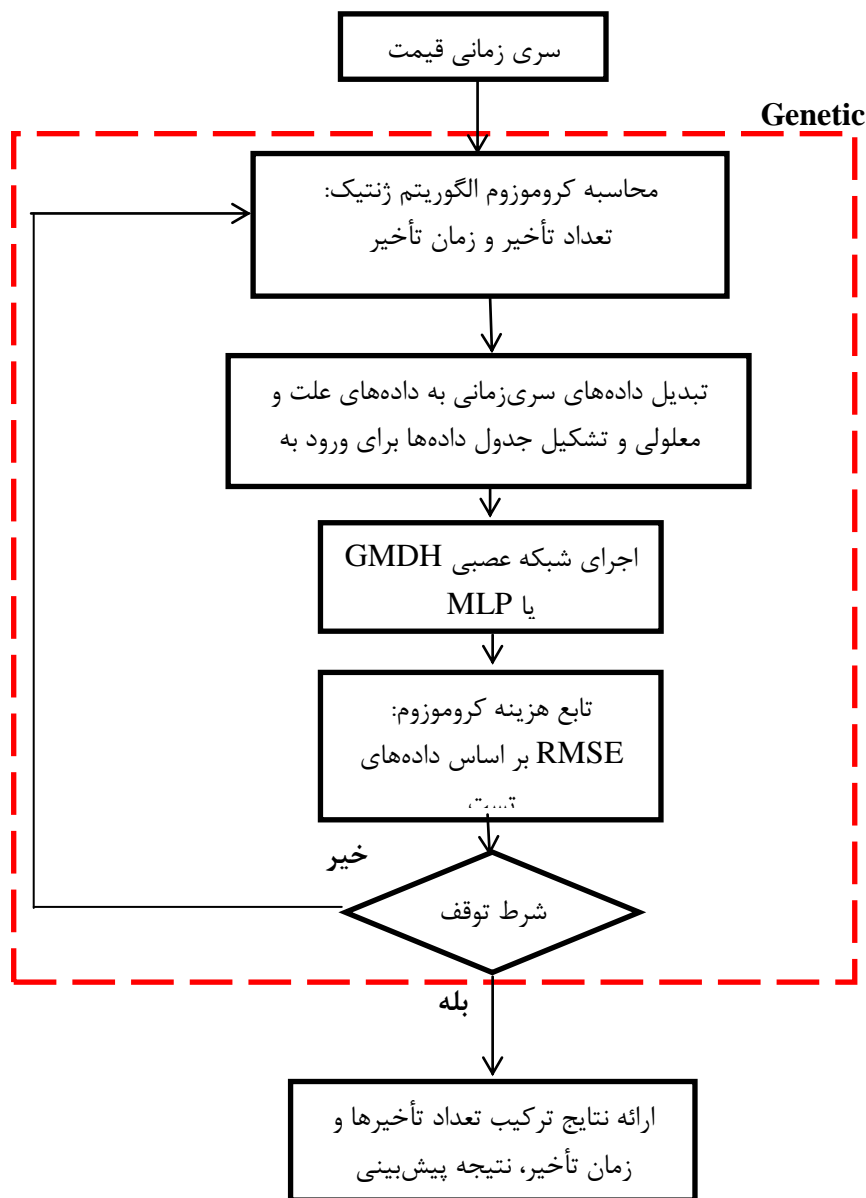 سری زمانی قیمت
Genetic
محاسبه کروموزوم الگوریتم ژنتیک:
تعداد تأخیر و زمان تأخیر
تبدیل داده‌های سری‌زمانی به داده‌های علت و
معلولی و تشکیل جدول داده‌ها برای ورود به
اجرای شبکه عصبی GMDH
یا MLP
تابع هزینه کروموزوم:
RMSE بر اساس داده‌های
تست
خیر
شرط توقف
بله
ارائه نتایج ترکیب تعداد تأخیرها و
زمان تأخیر، نتیجه پیش‌بینی